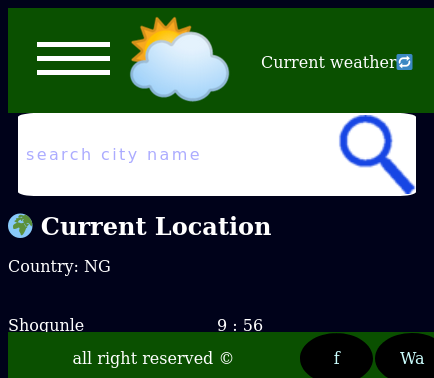 Current weather
search city name
Current Location
Country: NG
Shogunle 9 : 56
all right reserved © f Wa